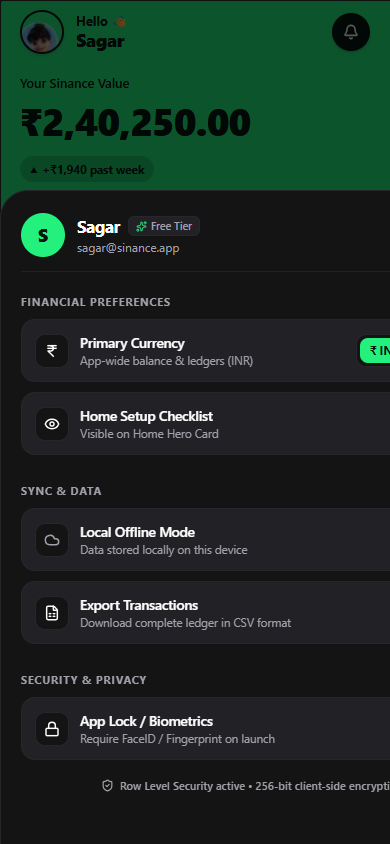 Hello 👋🏾
Sagar
Your Sinance Value
₹2,40,250.00
▲ +₹1,940 past week
S
Sagar
Free Tier
sagar@sinance.app
FINANCIAL PREFERENCES
Primary Currency
App-wide balance & ledgers (INR)
₹ IN
Home Setup Checklist
Visible on Home Hero Card
SYNC & DATA
Local Offline Mode
Data stored locally on this device
Export Transactions
Download complete ledger in CSV format
SECURITY & PRIVACY
App Lock / Biometrics
Require FaceID / Fingerprint on launch
Row Level Security active • 256-bit client-side encrypti